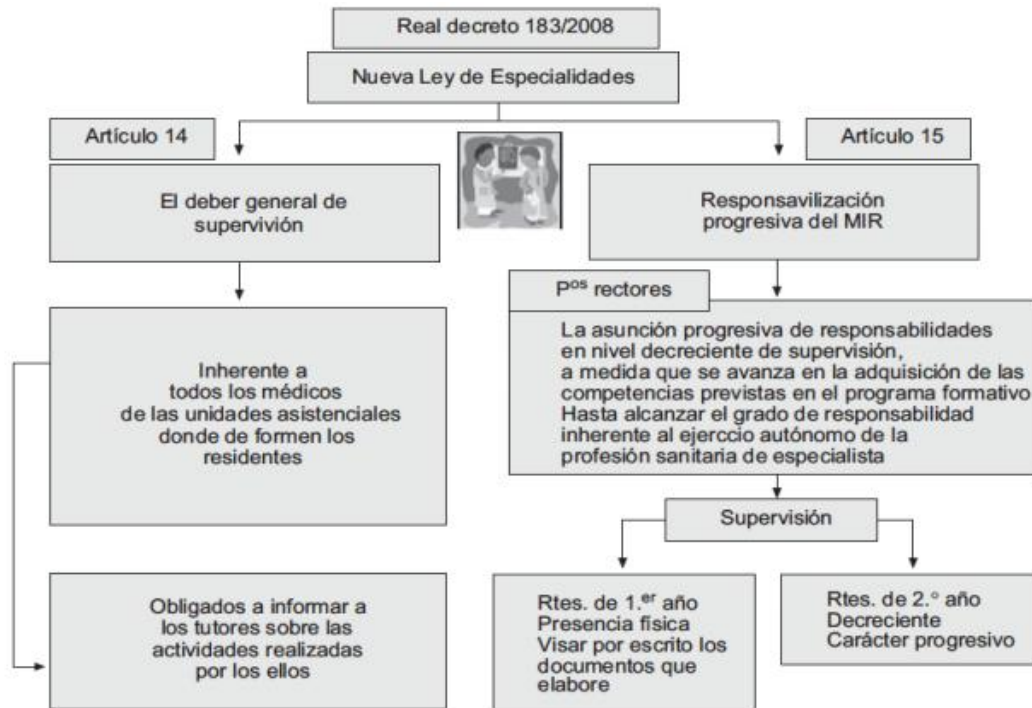 Real decreto 183/2008
Nueva Ley de Especialidades
Artículo 14
El deber general de
supervivión
Inherente a
todos los médicos
de las unidades asistenciales
donde de formen los
residentes
Obligados a informar a
los tutores sobre las
actividades realizadas
por los ellos
Artículo 15
Responsavilización
progresiva del MIR
Pos rectores
La asunción progresiva de responsabilidades
en nivel decreciente de supervisión,
a medida que se avanza en la adquisición de las
competencias previstas en el programa formativo
Hasta alcanzar el grado de responsabilidad
inherente al ejerccio autónomo de la
profesión sanitaria de especialista
Supervisión
Rtes. de 1.er año
Presencia física
Visar por escrito los
documentos que
elabore
Rtes. de 2.° año
Decreciente
Carácter progresivo